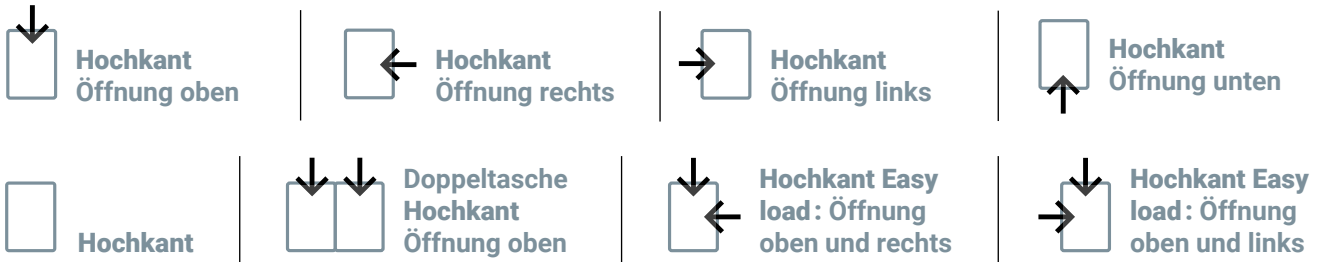 Hochkant
Öffnung oben
Hochkant
Öffnung rechts
Hochkant
Öffnung links
Hochkant
Öffnung unten
Hochkant
Doppeltasche
Hochkant
Öffnung oben
Hochkant Easy
load: Öffnung
oben und rechts
Hochkant Easy
load: Öffnung
oben und links